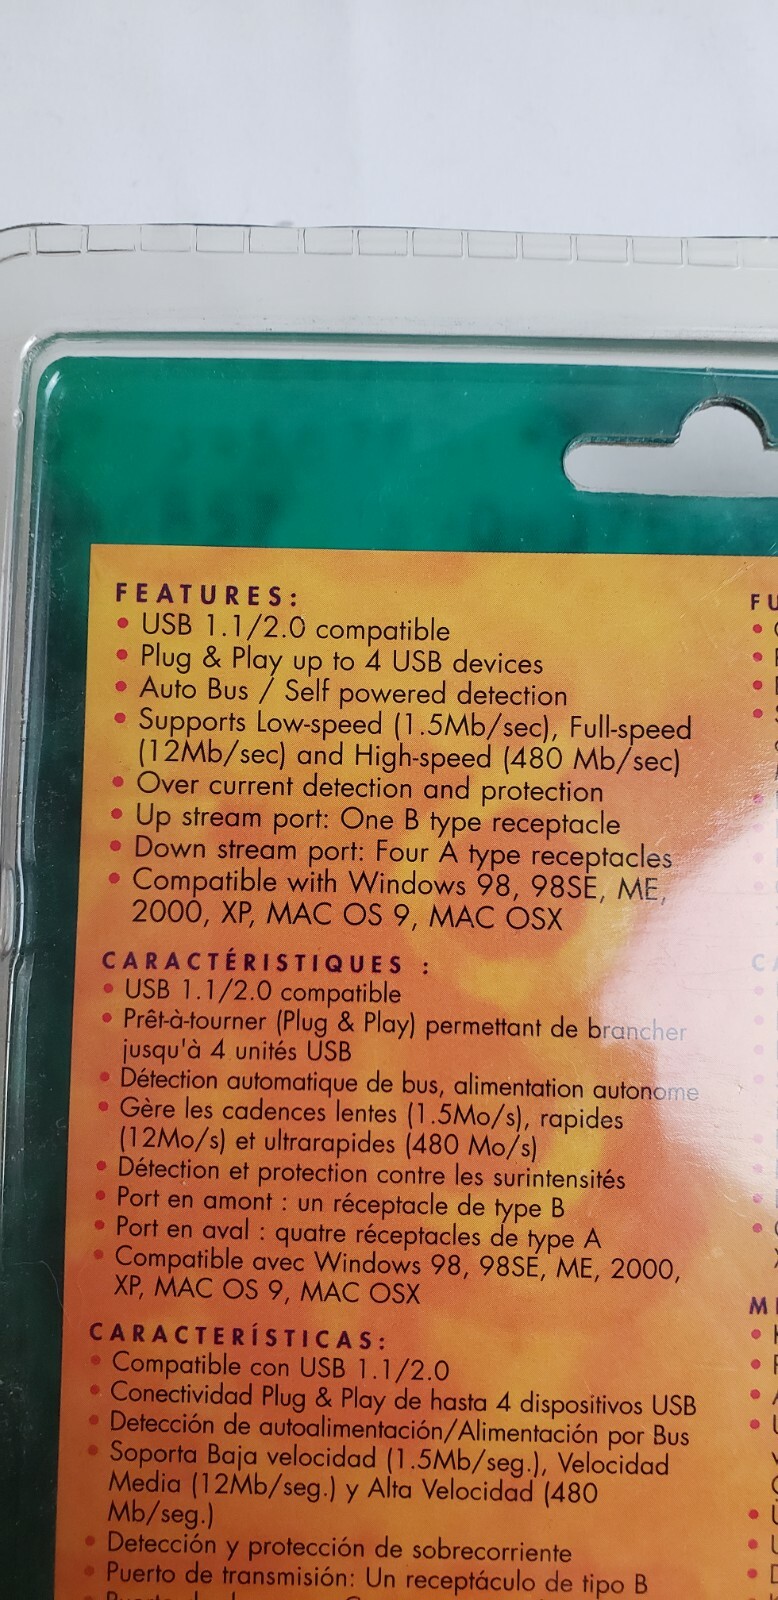 FEATURES:
• USB 1.1/2.0 compatible
• Plug & Play up to 4 USB devices
• Auto Bus / Self powered detection
• Supports Low-speed (1.5Mb/sec), Full-speed
(12Mb/sec) and High-speed (480 Mb/sec)
• Over current detection and protection
• Up stream port: One B type receptacle
• Down stream port: Four A type receptacles
• Compatible with Windows 98, 98SE, ME,
2000, XP, MAC OS 9, MAC OSX
CARACTÉRISTIQUES :
• USB 1.1/2.0 compatible
• Prêt-à-tourner (Plug & Play) permettant de brancher
jusqu'à 4 unités USB
• Détection automatique de bus, alimentation autonome
• Gère les cadences lentes (1.5Mo/s), rapides
(12Mo/s) et ultrarapides (480 Mo/s)
• Détection et protection contre les surintensités
• Port en amont : un réceptacle de type B
• Port en aval : quatre réceptacles de type A
• Compatible avec Windows 98, 98SE, ME, 2000,
XP, MAC OS 9, MAC OSX
CARACTERÍSTICAS:
• Compatible con USB 1.1/2.0
• Conectividad Plug & Play de hasta 4 dispositivos USB
• Detección de autoalimentación/Alimentación por Bus
• Soporta Baja velocidad (1.5Mb/seg.), Velocidad
Media (12Mb/seg.) y Alta Velocidad (480
Mb/seg.)
• Detección y protección de sobrecorriente
• Puerto de transmisión: Un receptáculo de tipo B